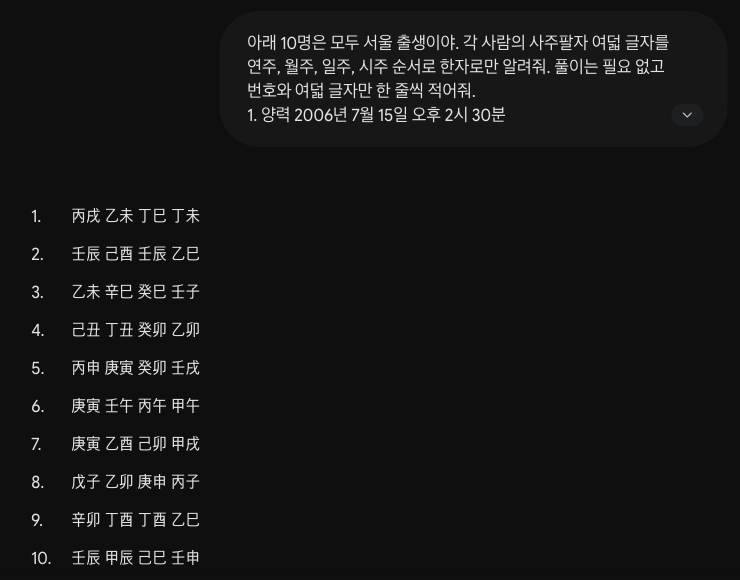 아래 10명은 모두 서울 출생이야. 각 사람의 사주팔자 여덟 글자를
연주, 월주, 일주, 시주 순서로 한자로만 알려줘. 풀이는 필요 없고
번호와 여덟 글자만 한 줄씩 적어줘.
1. 양력 2006년 7월 15일 오후 2시 30분
1. 丙戌 乙未 丁巳 丁未
2. 壬辰 己酉 壬辰 乙巳
3. 乙未 辛巳 癸巳 壬子
4. 己丑 丁丑 癸卯 乙卯
5. 丙申 庚寅 癸卯 壬戌
6. 庚寅 壬午 丙午 甲午
7. 庚寅 乙酉 己卯 甲戌
8. 戊子 乙卯 庚申 丙子
9. 辛卯 丁酉 丁酉 乙巳
10. 壬辰 甲辰 己巳 壬申